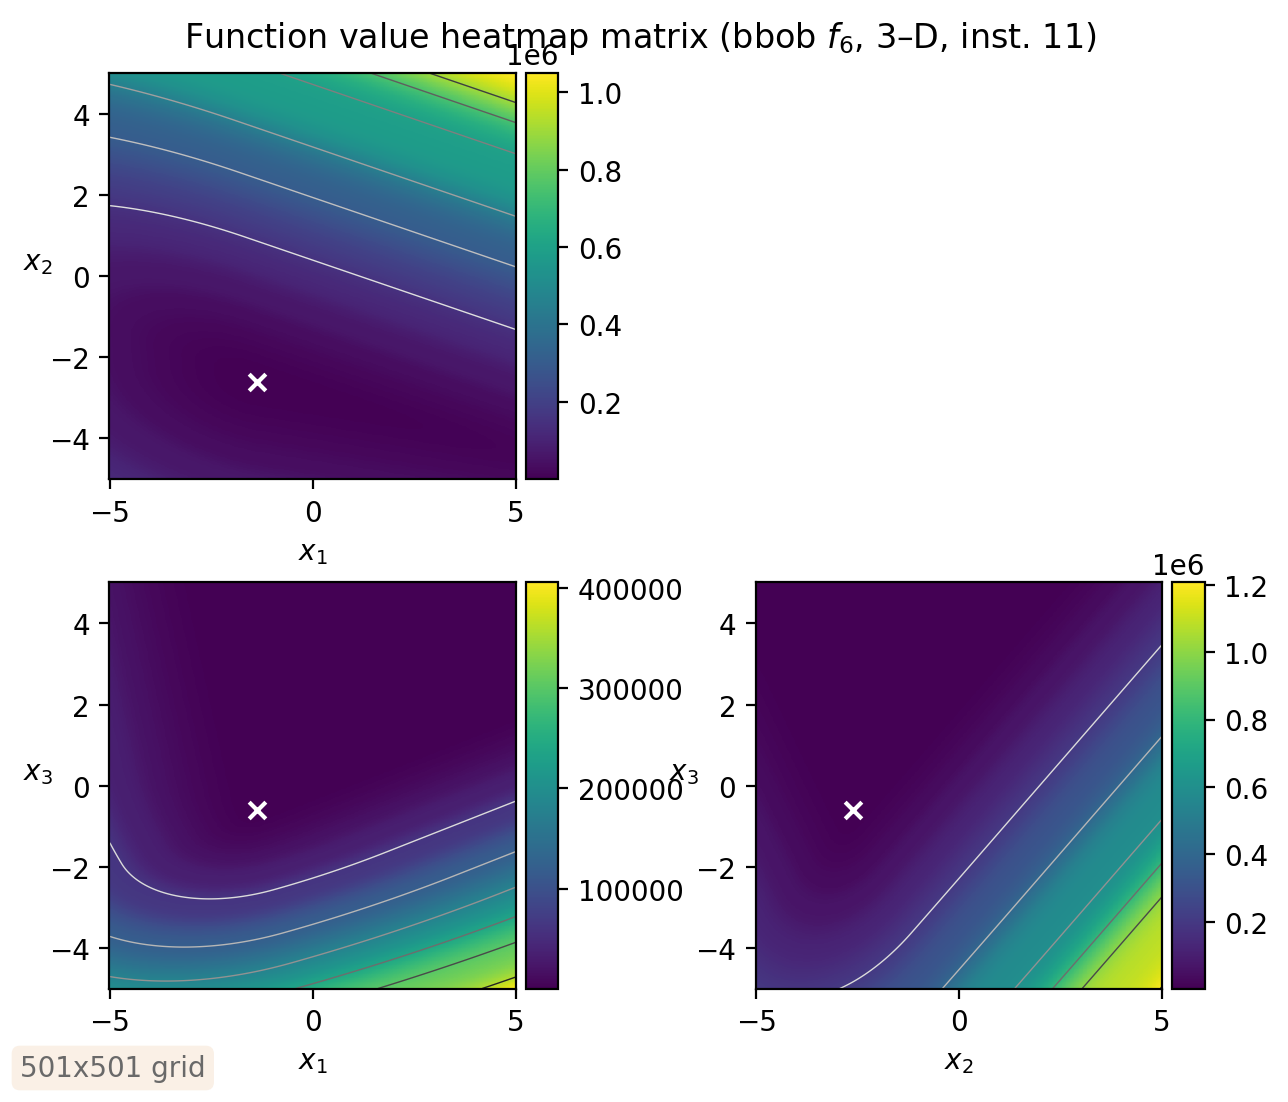 Function value heatmap matrix (bbob f₆, 3–D, inst. 11)
1e6
1.0
0.8
0.6
0.4
0.2
4
2
0
−2
−4
x₂
−5 0 5
x₁
400000
300000
200000
100000
4
2
0
−2
−4
x₃
−5 0 5
x₁
1e6
1.2
1.0
0.8
0.6
0.4
0.2
4
2
0
−2
−4
x₃
−5 0 5
x₂
501x501 grid